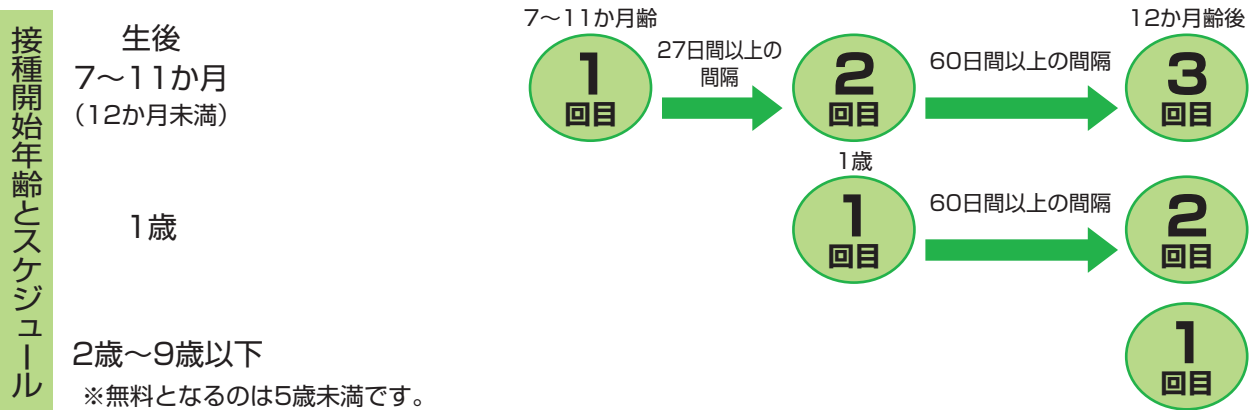 接種開始年齢とスケジュール
生後
7〜11か月
（12か月未満）
7〜11か月齢
1
回目
27日間以上の
間隔
2
回目
60日間以上の間隔
12か月齢後
3
回目
1歳
1歳
1
回目
60日間以上の間隔
2
回目
2歳〜9歳以下
※無料となるのは5歳未満です。
1
回目